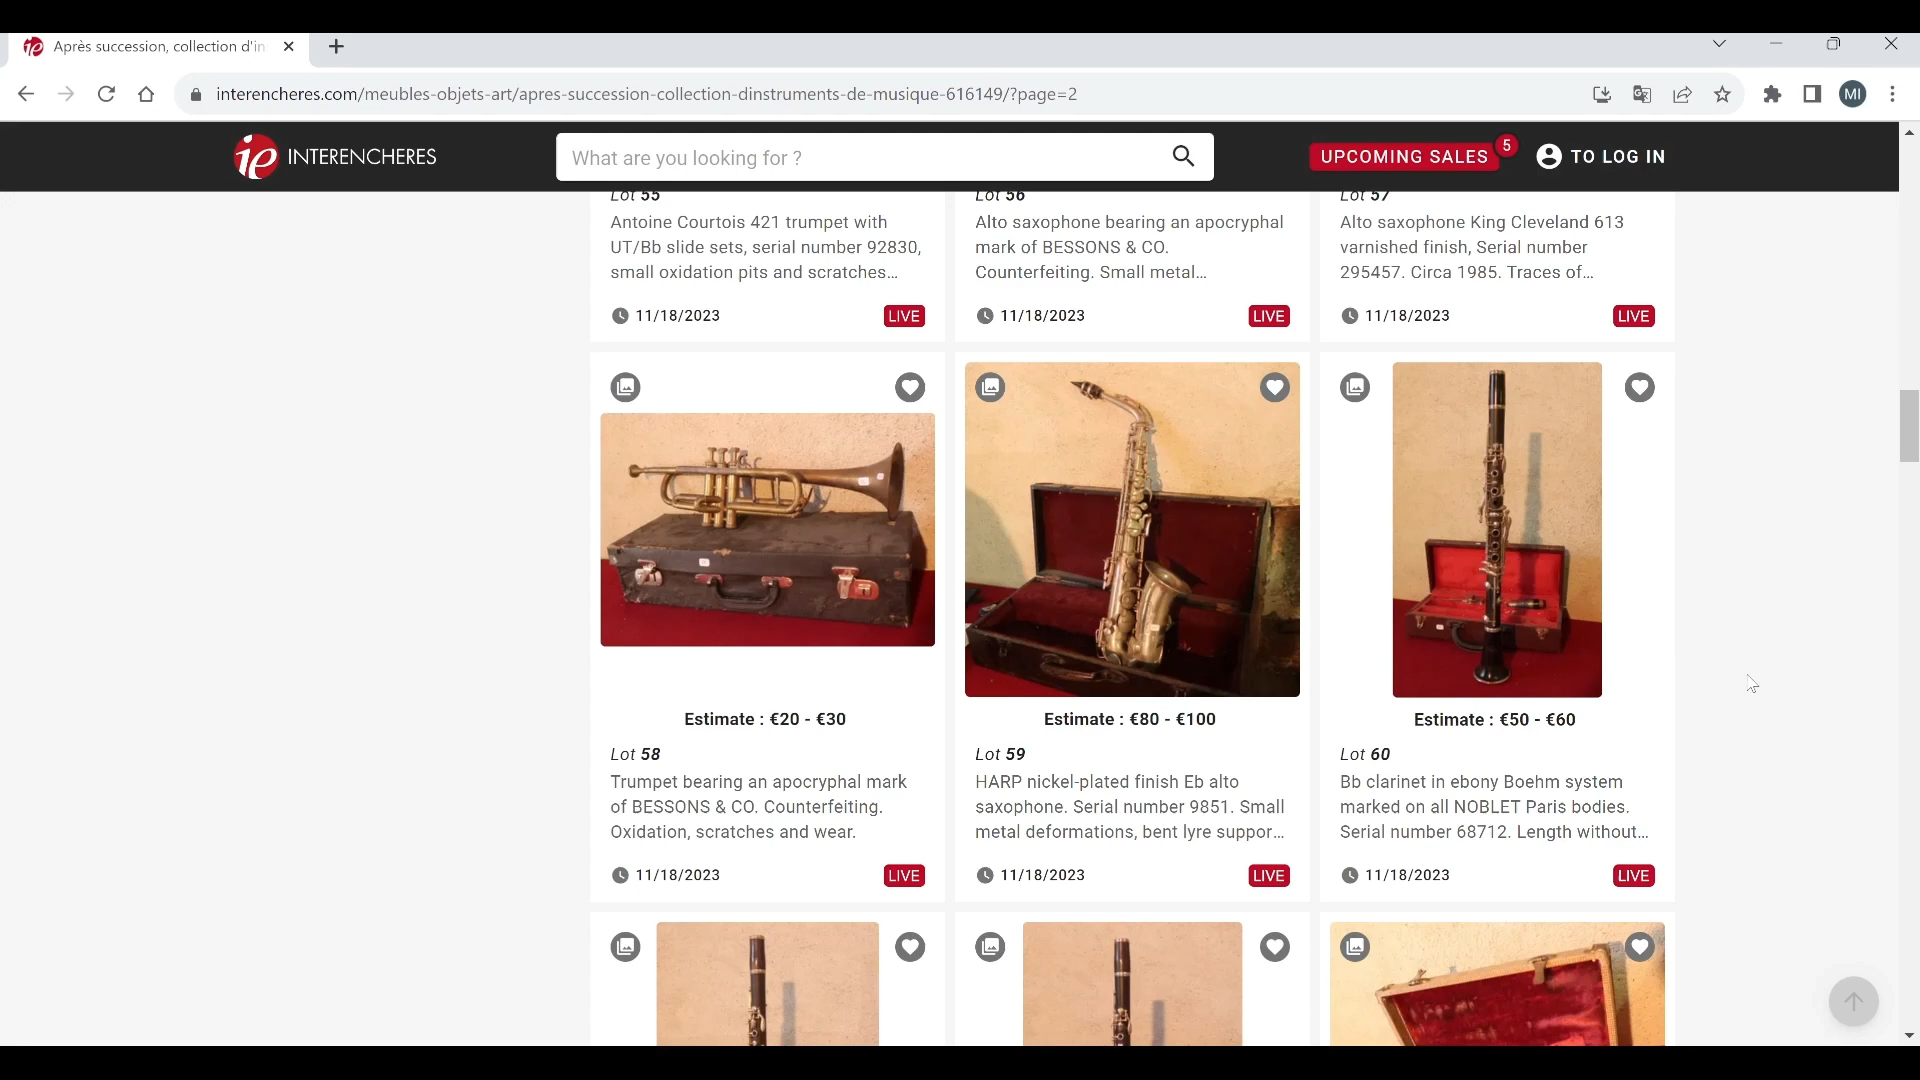 Après succession, collection d'in
interencheres.com/meubles-objets-art/apres-succession-collection-dinstruments-de-musique-616149/?page=2
MI
ie INTERENCHERES
What are you looking for ?
UPCOMING SALES
5
TO LOG IN
Lot 55
Antoine Courtois 421 trumpet with
UT/Bb slide sets, serial number 92830,
small oxidation pits and scratches...
11/18/2023
LIVE
Lot 56
Alto saxophone bearing an apocryphal
mark of BESSONS & CO.
Counterfeiting. Small metal...
11/18/2023
LIVE
Lot 57
Alto saxophone King Cleveland 613
varnished finish, Serial number
295457. Circa 1985. Traces of...
11/18/2023
LIVE
Estimate : €20 - €30
Lot 58
Trumpet bearing an apocryphal mark
of BESSONS & CO. Counterfeiting.
Oxidation, scratches and wear.
11/18/2023
LIVE
Estimate : €80 - €100
Lot 59
HARP nickel-plated finish Eb alto
saxophone. Serial number 9851. Small
metal deformations, bent lyre suppor...
11/18/2023
LIVE
Estimate : €50 - €60
Lot 60
Bb clarinet in ebony Boehm system
marked on all NOBLET Paris bodies.
Serial number 68712. Length without...
11/18/2023
LIVE